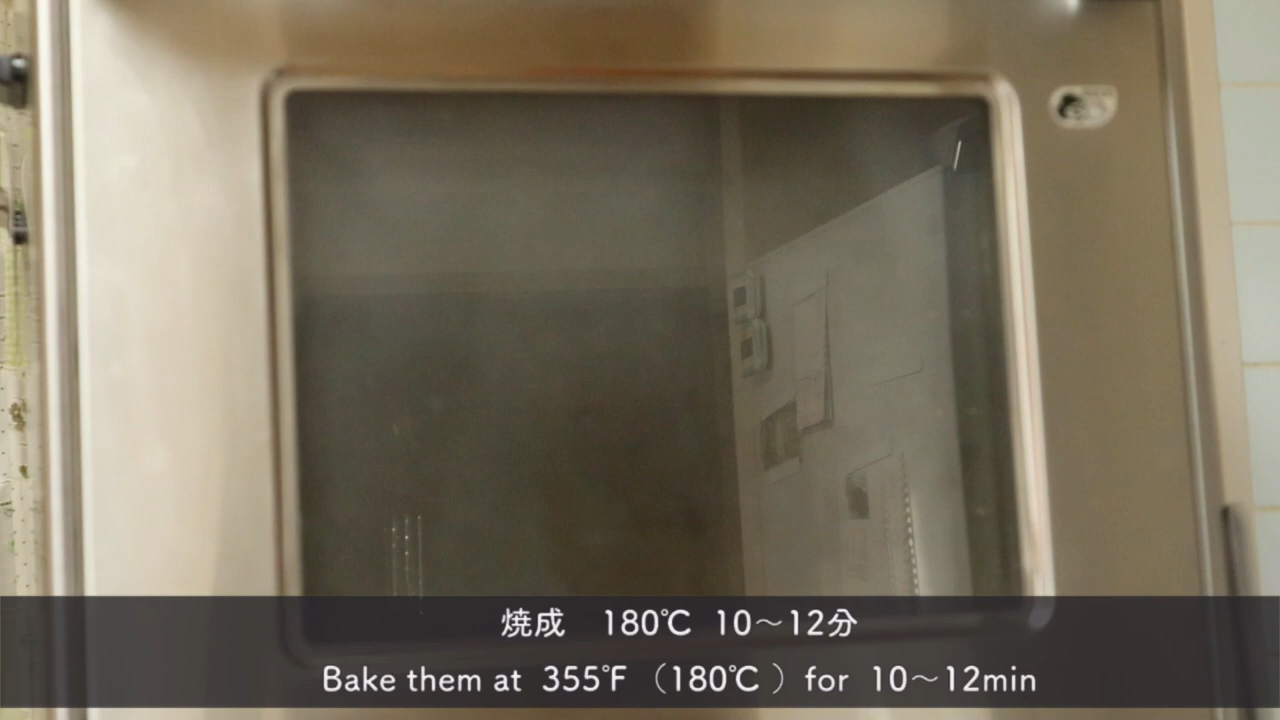 焼成　180℃ 10〜12分
Bake them at 355℉（180℃）for 10〜12min